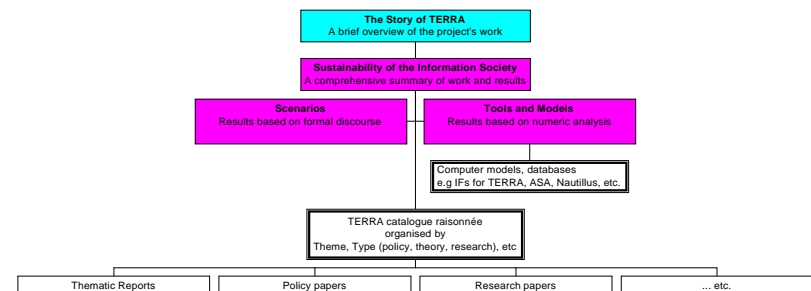 The Story of TERRA
A brief overview of the project's work
Sustainability of the Information Society
A comprehensive summary of work and results
Scenarios
Results based on formal discourse
Tools and Models
Results based on numeric analysis
Computer models, databases
e.g IFs for TERRA, ASA, Nautillus, etc.
TERRA catalogue raisonnée
organised by
Theme, Type (policy, theory, research), etc
Thematic Reports
Policy papers
Research papers
... etc.